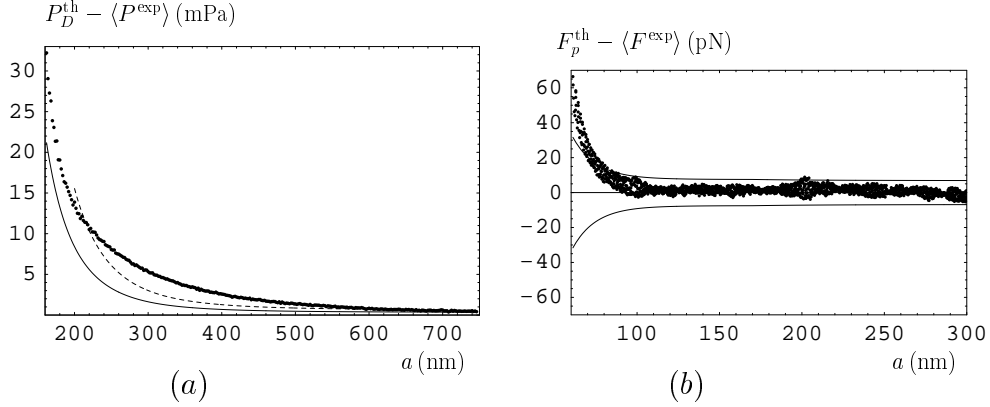 P_D^th − ⟨P^exp⟩ (mPa)
30
25
20
15
10
5
200 300 400 500 600 700
a (nm)
(a)
F_p^th − ⟨F^exp⟩ (pN)
60
40
20
0
−20
−40
−60
100 150 200 250 300
a (nm)
(b)